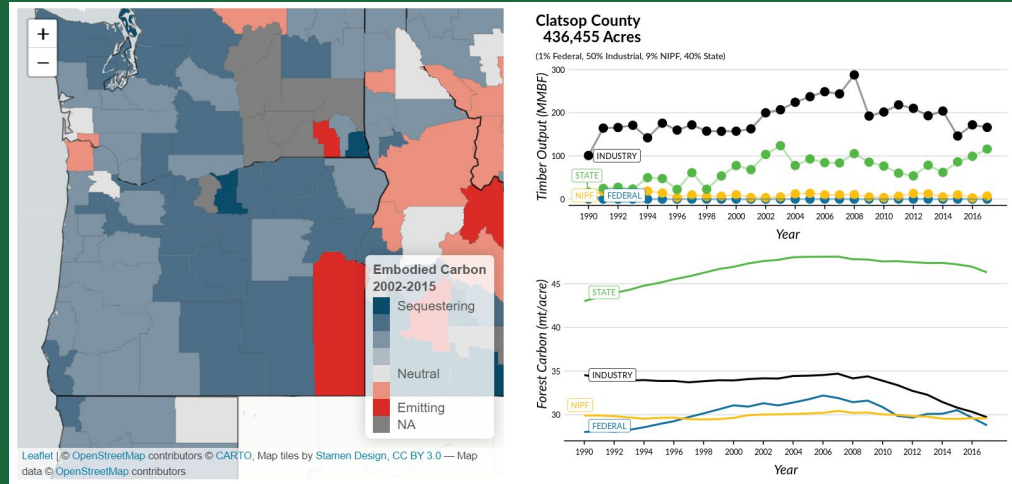 +
−
Embodied Carbon
2002-2015
Sequestering
Neutral
Emitting
NA
Leaflet | © OpenStreetMap contributors © CARTO, Map tiles by Stamen Design, CC BY 3.0 — Map
data © OpenStreetMap contributors
Clatsop County
436,455 Acres
(1% Federal, 50% Industrial, 9% NIPF, 40% State)
Timber Output (MMBF)
300
200
100
0
INDUSTRY
STATE
NIPF
FEDERAL
1990 1992 1994 1996 1998 2000 2002 2004 2006 2008 2010 2012 2014 2016
Year
Forest Carbon (mt/acre)
45
35
30
STATE
INDUSTRY
NIPF
FEDERAL
1990 1992 1994 1996 1998 2000 2002 2004 2006 2008 2010 2012 2014 2016
Year